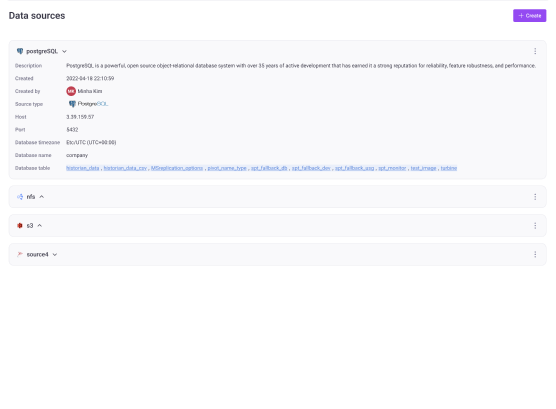 Data sources
+ Create
postgreSQL
Description PostgreSQL is a powerful, open source object-relational database system with over 35 years of active development that has earned it a strong reputation for reliability, feature robustness, and performance.
Created 2022-04-18 22:10:59
Created by MK Minha Kim
Source type PostgreSQL
Host 3.39.159.57
Port 5432
Database timezone Etc/UTC (UTC+00:00)
Database name company
Database table historian_data , historian_data_csv , MSreplication_options , pivot_name_type , spt_fallback_db , spt_fallback_dev , spt_fallback_usg , spt_monitor , test_image , turbine
nfs
s3
source4